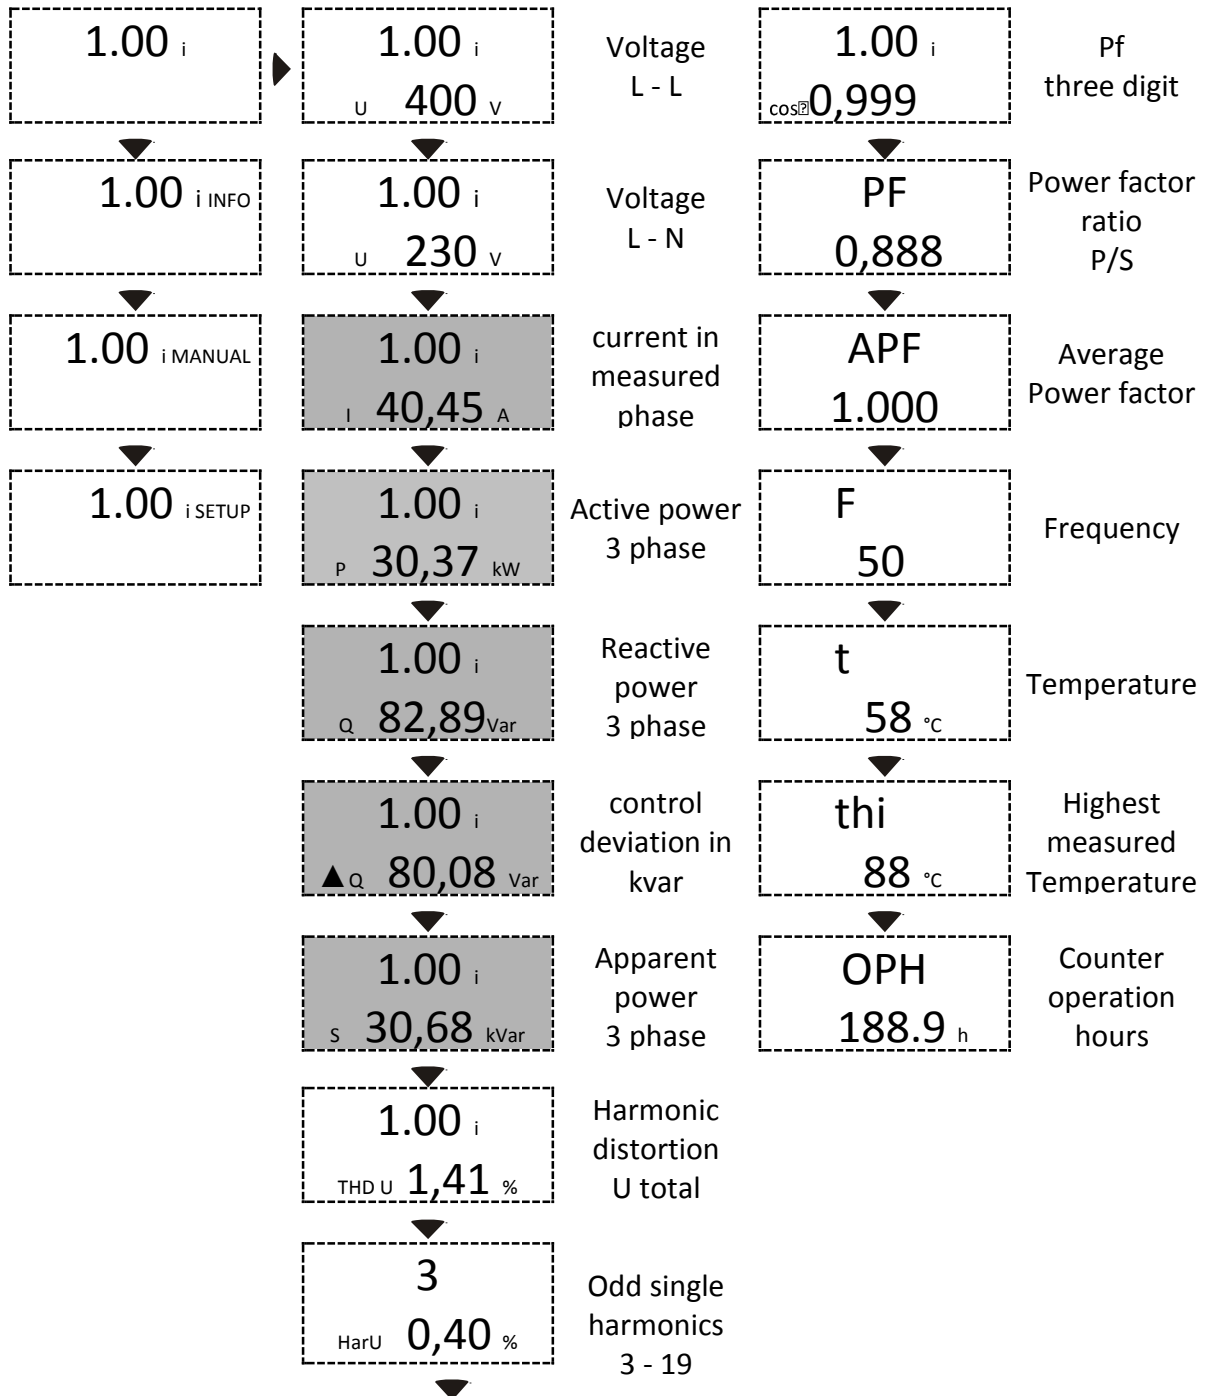 1.00 i
1.00 i INFO
1.00 i MANUAL
1.00 i SETUP
1.00 i
U 400 V
Voltage
L - L
1.00 i
U 230 V
Voltage
L - N
1.00 i
I 40,45 A
current in
measured
phase
1.00 i
P 30,37 kW
Active power
3 phase
1.00 i
Q 82,89 Var
Reactive
power
3 phase
1.00 i
▲Q 80,08 Var
control
deviation in
kvar
1.00 i
S 30,68 kVar
Apparent
power
3 phase
1.00 i
THD U 1,41 %
Harmonic
distortion
U total
3
HarU 0,40 %
Odd single
harmonics
3 - 19
1.00 i
cos⍰0,999
Pf
three digit
PF
0,888
Power factor
ratio
P/S
APF
1.000
Average
Power factor
F
50
Frequency
t
58 °C
Temperature
thi
88 °C
Highest
measured
Temperature
OPH
188.9 h
Counter
operation
hours